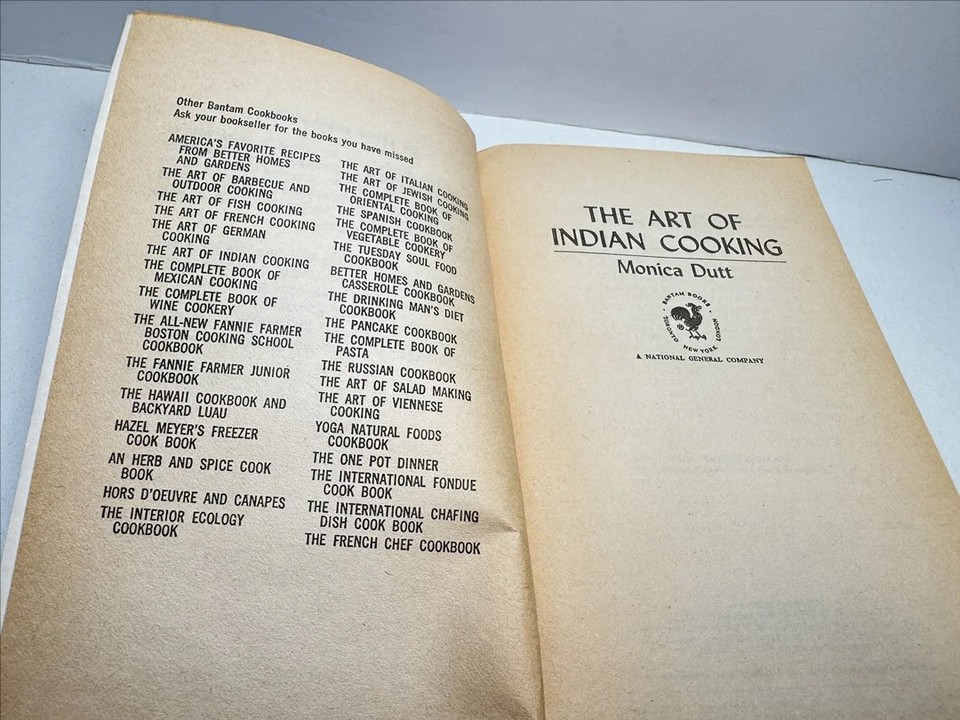 Other Bantam Cookbooks
Ask your bookseller for the books you have missed
AMERICA'S FAVORITE RECIPES
FROM BETTER HOMES
AND GARDENS
THE ART OF BARBECUE AND
OUTDOOR COOKING
THE ART OF FISH COOKING
THE ART OF FRENCH COOKING
THE ART OF GERMAN
COOKING
THE ART OF INDIAN COOKING
THE COMPLETE BOOK OF
MEXICAN COOKING
THE COMPLETE BOOK OF
WINE COOKERY
THE ALL-NEW FANNIE FARMER
BOSTON COOKING SCHOOL
COOKBOOK
THE FANNIE FARMER JUNIOR
COOKBOOK
THE HAWAII COOKBOOK AND
BACKYARD LUAU
HAZEL MEYER'S FREEZER
COOK BOOK
AN HERB AND SPICE COOK
BOOK
HORS D'OEUVRE AND CANAPES
THE INTERIOR ECOLOGY
COOKBOOK
THE ART OF ITALIAN COOKING
THE ART OF JEWISH COOKING
THE COMPLETE BOOK OF
ORIENTAL COOKING
THE SPANISH COOKBOOK
THE COMPLETE BOOK OF
VEGETABLE COOKERY
THE TUESDAY SOUL FOOD
COOKBOOK
BETTER HOMES AND GARDENS
CASSEROLE COOKBOOK
THE DRINKING MAN'S DIET
COOKBOOK
THE PANCAKE COOKBOOK
THE COMPLETE BOOK OF
PASTA
THE RUSSIAN COOKBOOK
THE ART OF SALAD MAKING
THE ART OF VIENNESE
COOKING
YOGA NATURAL FOODS
COOKBOOK
THE ONE POT DINNER
THE INTERNATIONAL FONDUE
COOK BOOK
THE INTERNATIONAL CHAFING
DISH COOK BOOK
THE FRENCH CHEF COOKBOOK
THE ART OF
INDIAN COOKING
Monica Dutt
BANTAM BOOKS
TORONTO · NEW YORK · LONDON
A NATIONAL GENERAL COMPANY